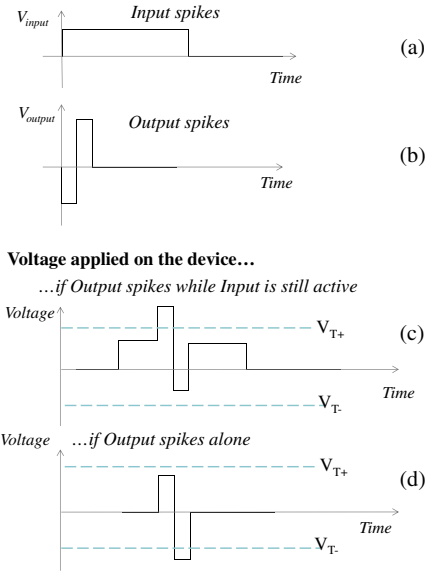 V_input
Input spikes
Time
(a)
V_output
Output spikes
Time
(b)
Voltage applied on the device…
…if Output spikes while Input is still active
Voltage
V_T+
(c)
V_T-
Time
Voltage …if Output spikes alone
V_T+
(d)
Time
V_T-